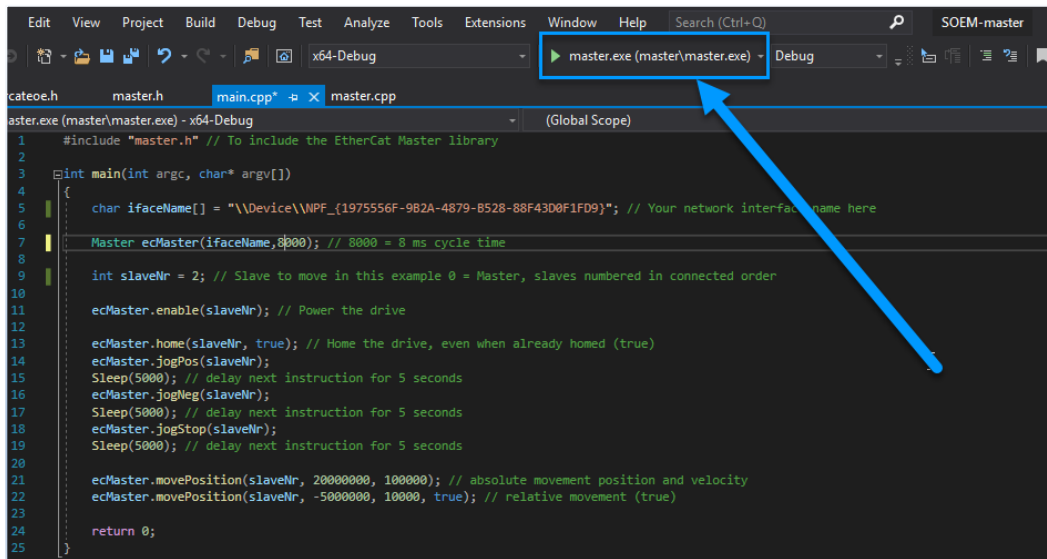 Edit View Project Build Debug Test Analyze Tools Extensions Window Help Search (Ctrl+Q) SOEM-master
x64-Debug master.exe (master\master.exe) Debug
rcateoe.h master.h main.cpp* master.cpp
aster.exe (master\master.exe) - x64-Debug (Global Scope)
1 #include "master.h" // To include the EtherCat Master library
2
3 int main(int argc, char* argv[])
4 {
5 char ifaceName[] = "\\Device\\NPF_{1975556F-9B2A-4879-B528-88F43D0F1FD9}"; // Your network interface name here
6
7 Master ecMaster(ifaceName,8000); // 8000 = 8 ms cycle time
8
9 int slaveNr = 2; // Slave to move in this example 0 = Master, slaves numbered in connected order
10
11 ecMaster.enable(slaveNr); // Power the drive
12
13 ecMaster.home(slaveNr, true); // Home the drive, even when already homed (true)
14 ecMaster.jogPos(slaveNr);
15 Sleep(5000); // delay next instruction for 5 seconds
16 ecMaster.jogNeg(slaveNr);
17 Sleep(5000); // delay next instruction for 5 seconds
18 ecMaster.jogStop(slaveNr);
19 Sleep(5000); // delay next instruction for 5 seconds
20
21 ecMaster.movePosition(slaveNr, 20000000, 100000); // absolute movement position and velocity
22 ecMaster.movePosition(slaveNr, -5000000, 10000, true); // relative movement (true)
23
24 return 0;
25 }